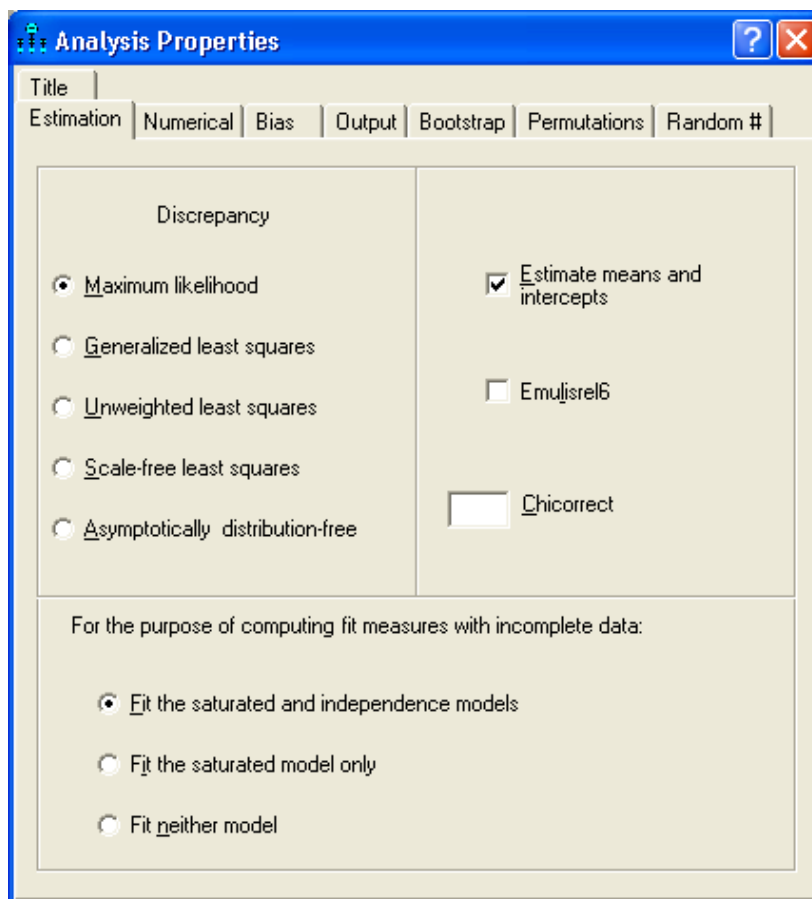 Analysis Properties
Title
Estimation Numerical Bias Output Bootstrap Permutations Random #
Discrepancy
Maximum likelihood
Generalized least squares
Unweighted least squares
Scale-free least squares
Asymptotically distribution-free
Estimate means and
intercepts
Emulisrel6
Chicorrect
For the purpose of computing fit measures with incomplete data:
Fit the saturated and independence models
Fit the saturated model only
Fit neither model